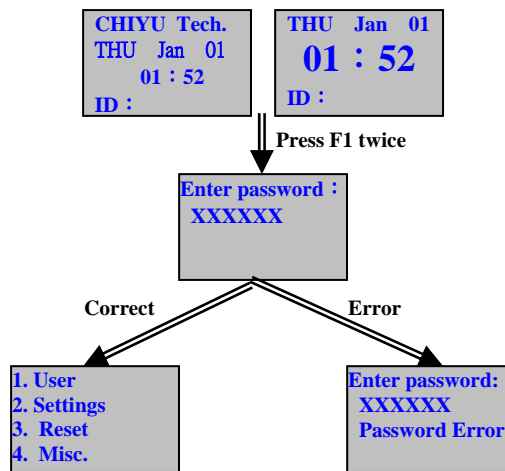 CHIYU Tech.
THU Jan 01
01：52
ID：
THU Jan 01
01：52
ID：
Press F1 twice
Enter password：
XXXXXX
Correct
Error
1. User
2. Settings
3. Reset
4. Misc.
Enter password:
XXXXXX
Password Error